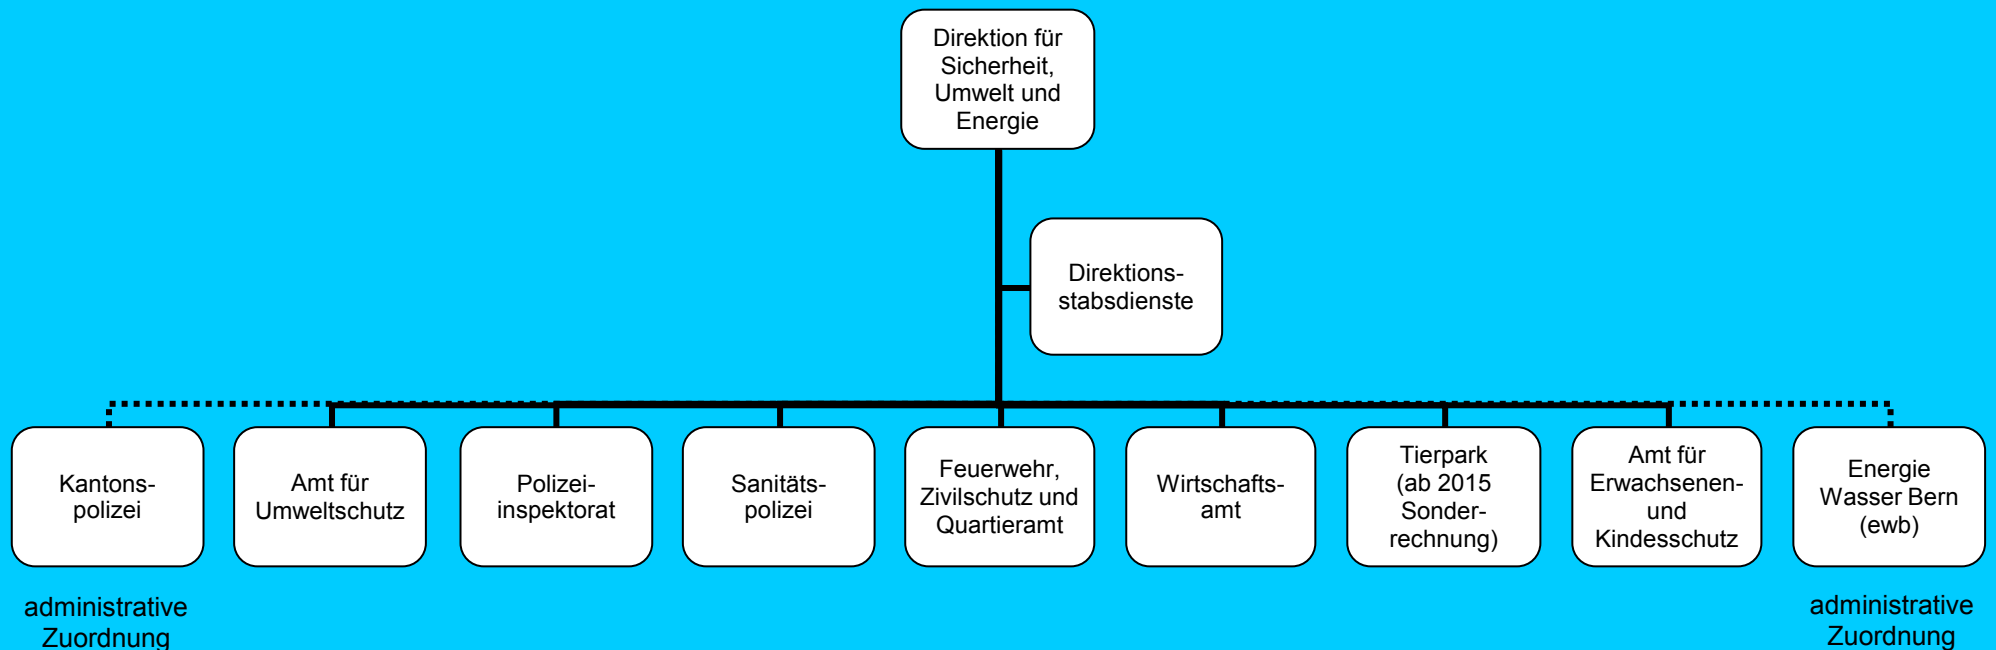 Direktion für
Sicherheit,
Umwelt und
Energie
Direktions-
stabsdienste
Kantons-
polizei
Amt für
Umweltschutz
Polizei-
inspektorat
Sanitäts-
polizei
Feuerwehr,
Zivilschutz und
Quartieramt
Wirtschafts-
amt
Tierpark
(ab 2015
Sonder-
rechnung)
Amt für
Erwachsenen-
und
Kindesschutz
Energie
Wasser Bern
(ewb)
administrative
Zuordnung
administrative
Zuordnung